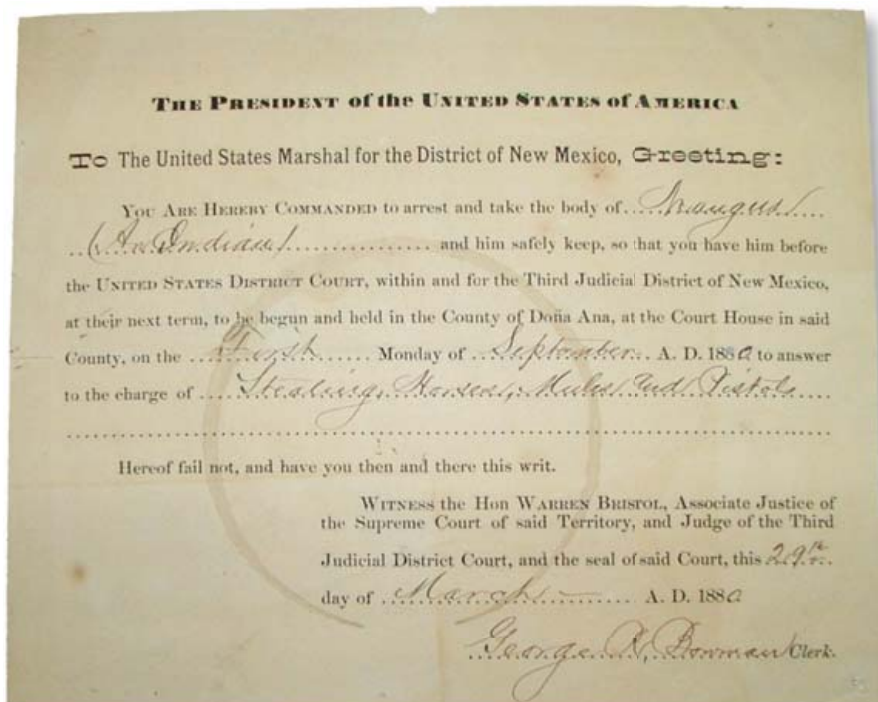 THE PRESIDENT of the UNITED STATES of AMERICA
To The United States Marshal for the District of New Mexico, Greeting:
YOU ARE HEREBY COMMANDED to arrest and take the body of Mangus
(An Indian) and him safely keep, so that you have him before
the UNITED STATES DISTRICT COURT, within and for the Third Judicial District of New Mexico,
at their next term, to be begun and held in the County of Doña Ana, at the Court House in said
County, on the First Monday of September A. D. 1880 to answer
to the charge of Stealing, Horses, Mules And Pistols
Hereof fail not, and have you then and there this writ.
WITNESS the Hon WARREN BRISTOL, Associate Justice of
the Supreme Court of said Territory, and Judge of the Third
Judicial District Court, and the seal of said Court, this 29th
day of March A. D. 1880
George R. Bowman Clerk.